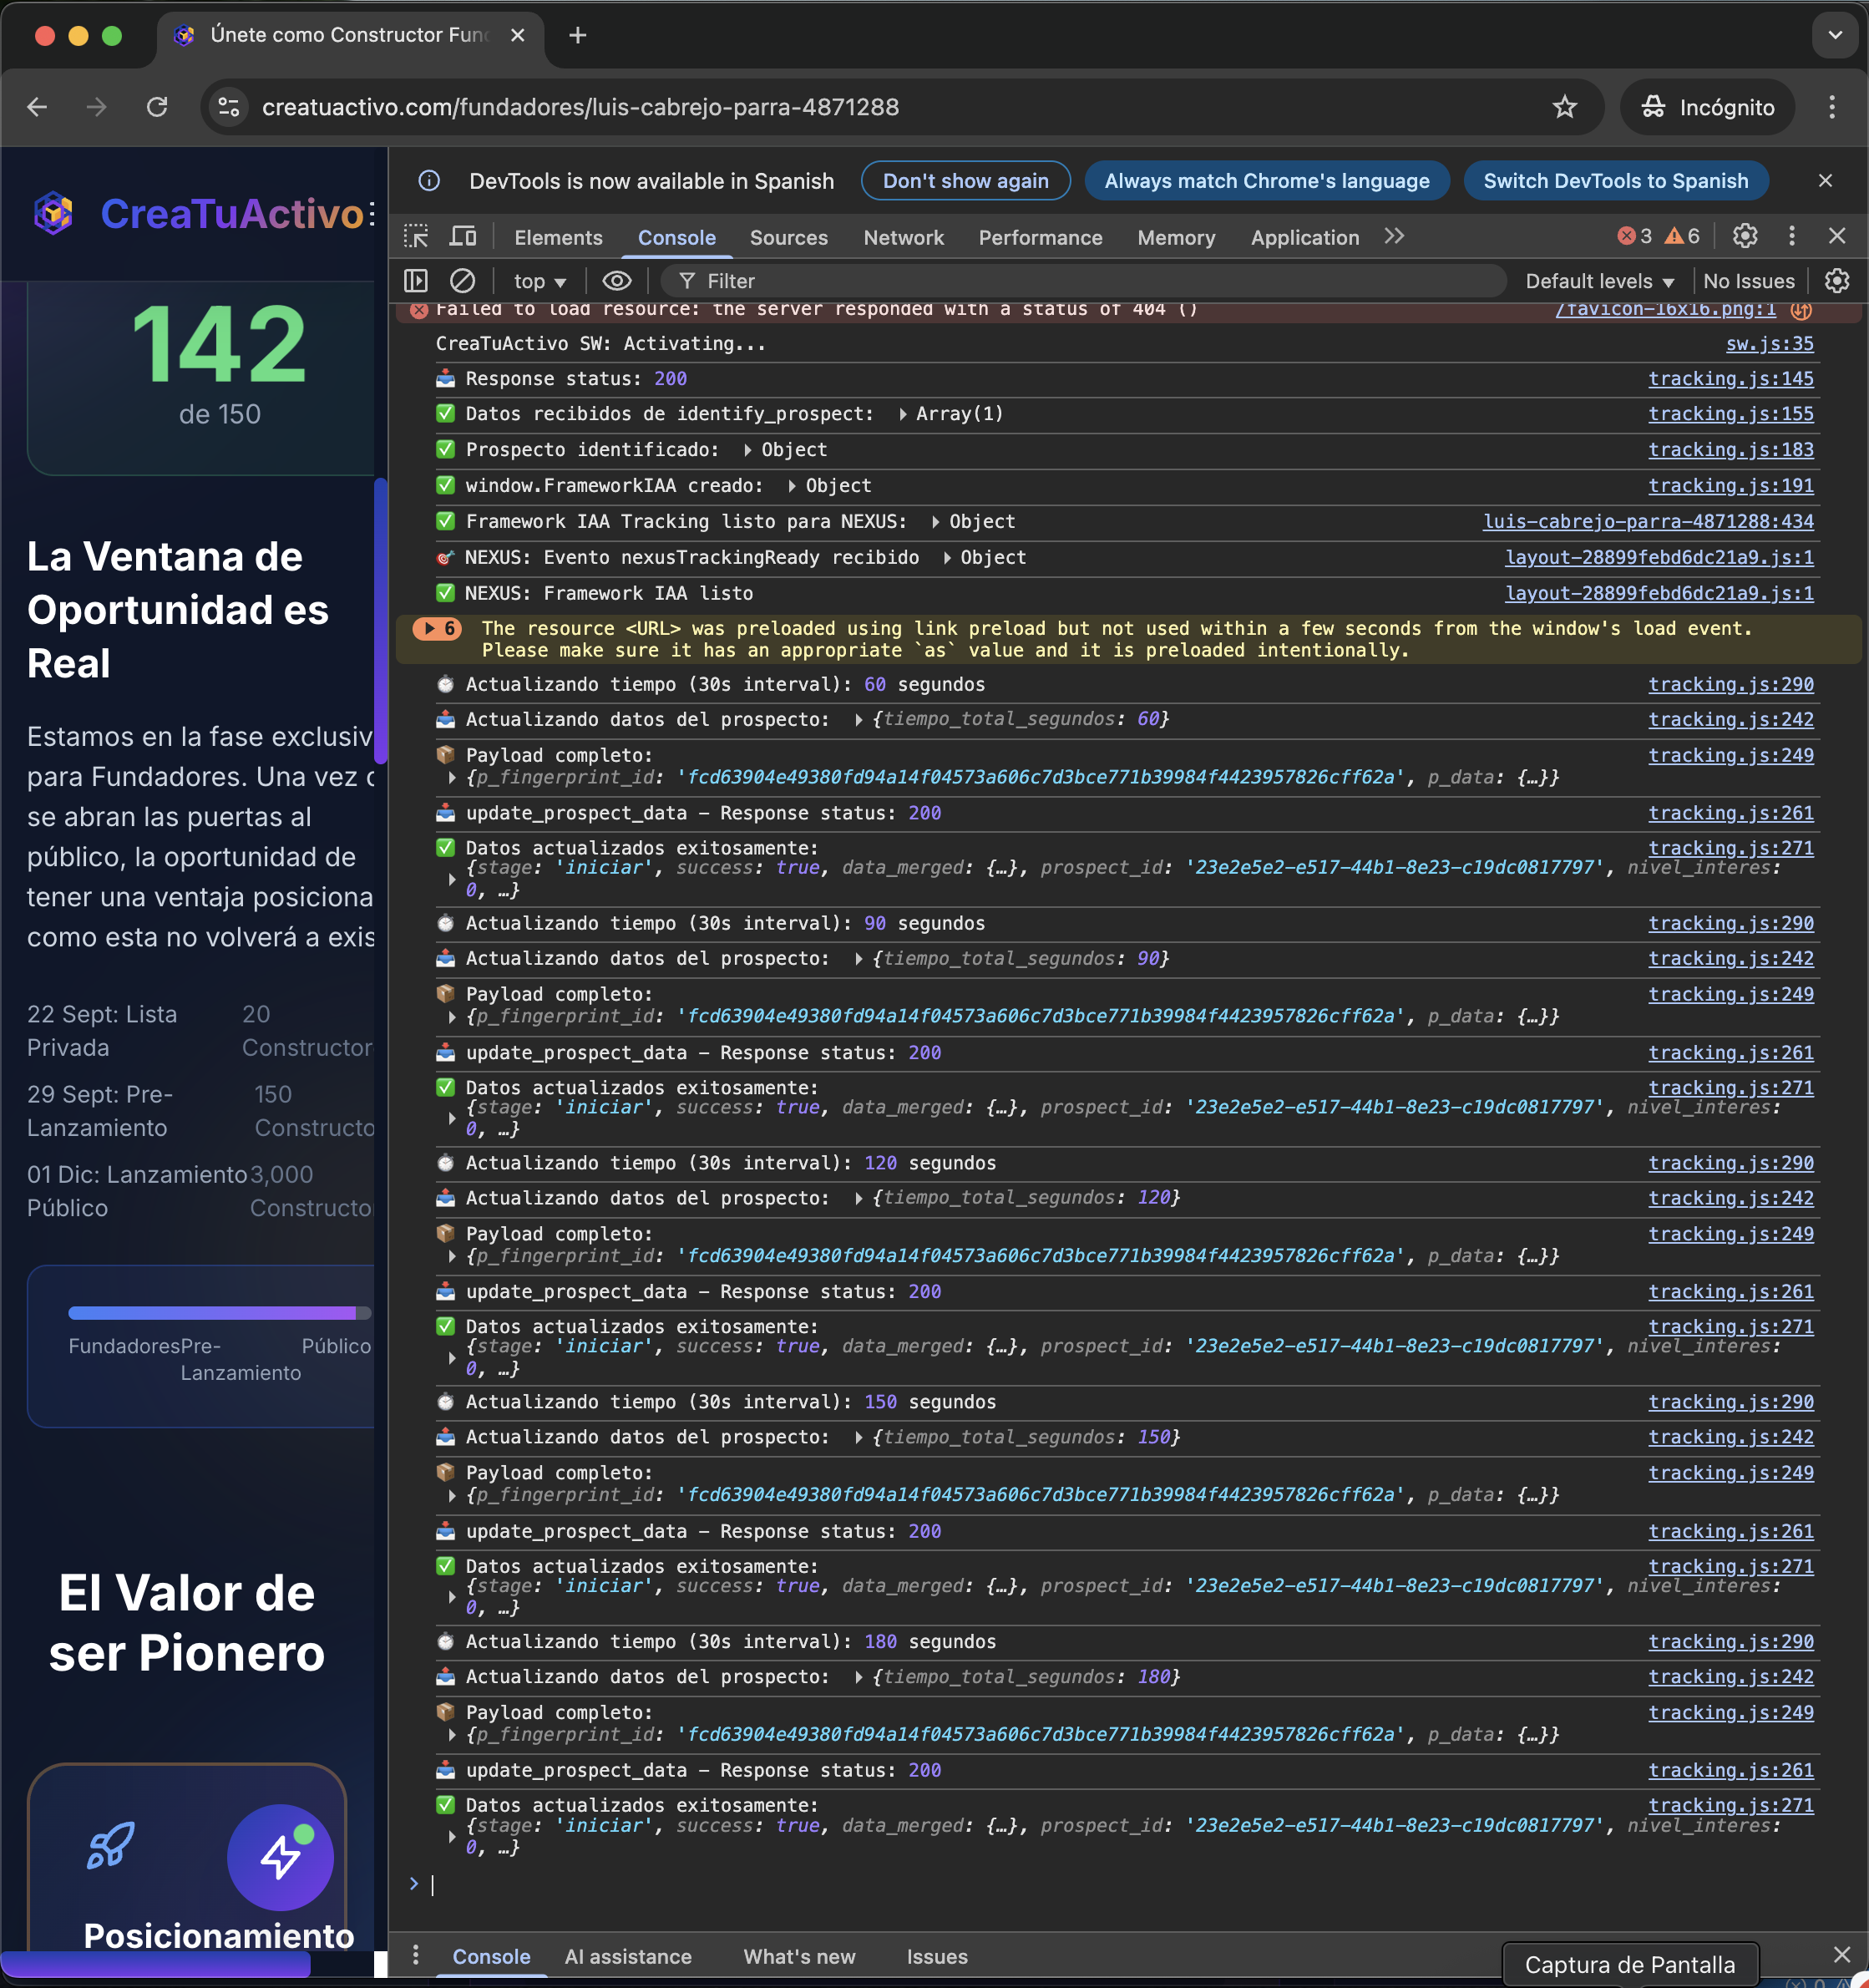 Únete como Constructor Fun
creatuactivo.com/fundadores/luis-cabrejo-parra-4871288
Incógnito
CreaTuActivo
142
de 150
La Ventana de
Oportunidad es
Real
Estamos en la fase exclusiv
para Fundadores. Una vez
se abran las puertas al
público, la oportunidad de
tener una ventaja posiciona
como esta no volverá a exis
22 Sept: Lista
Privada
20
Constructor
29 Sept: Pre-
Lanzamiento
150
Constructo
01 Dic: Lanzamiento
Público
3,000
Constructo
Fundadores
Pre-
Lanzamiento
Público
El Valor de
ser Pionero
Posicionamiento
DevTools is now available in Spanish
Don't show again
Always match Chrome's language
Switch DevTools to Spanish
Elements Console Sources Network Performance Memory Application
3 6
top
Filter
Default levels
No Issues
Failed to load resource: the server responded with a status of 404 () /favicon-16x16.png:1
CreaTuActivo SW: Activating... sw.js:35
📥 Response status: 200 tracking.js:145
✅ Datos recibidos de identify_prospect: ▶ Array(1) tracking.js:155
✅ Prospecto identificado: ▶ Object tracking.js:183
✅ window.FrameworkIAA creado: ▶ Object tracking.js:191
✅ Framework IAA Tracking listo para NEXUS: ▶ Object luis-cabrejo-parra-4871288:434
🎯 NEXUS: Evento nexusTrackingReady recibido ▶ Object layout-28899febd6dc21a9.js:1
✅ NEXUS: Framework IAA listo layout-28899febd6dc21a9.js:1
▶ 6 The resource <URL> was preloaded using link preload but not used within a few seconds from the window's load event.
Please make sure it has an appropriate `as` value and it is preloaded intentionally.
⏱ Actualizando tiempo (30s interval): 60 segundos tracking.js:290
📤 Actualizando datos del prospecto: ▶ {tiempo_total_segundos: 60} tracking.js:242
📦 Payload completo: tracking.js:249
▶ {p_fingerprint_id: 'fcd63904e49380fd94a14f04573a606c7d3bce771b39984f4423957826cff62a', p_data: {…}}
📥 update_prospect_data – Response status: 200 tracking.js:261
✅ Datos actualizados exitosamente: tracking.js:271
▶ {stage: 'iniciar', success: true, data_merged: {…}, prospect_id: '23e2e5e2-e517-44b1-8e23-c19dc0817797', nivel_interes:
0, …}
⏱ Actualizando tiempo (30s interval): 90 segundos tracking.js:290
📤 Actualizando datos del prospecto: ▶ {tiempo_total_segundos: 90} tracking.js:242
📦 Payload completo: tracking.js:249
▶ {p_fingerprint_id: 'fcd63904e49380fd94a14f04573a606c7d3bce771b39984f4423957826cff62a', p_data: {…}}
📥 update_prospect_data – Response status: 200 tracking.js:261
✅ Datos actualizados exitosamente: tracking.js:271
▶ {stage: 'iniciar', success: true, data_merged: {…}, prospect_id: '23e2e5e2-e517-44b1-8e23-c19dc0817797', nivel_interes:
0, …}
⏱ Actualizando tiempo (30s interval): 120 segundos tracking.js:290
📤 Actualizando datos del prospecto: ▶ {tiempo_total_segundos: 120} tracking.js:242
📦 Payload completo: tracking.js:249
▶ {p_fingerprint_id: 'fcd63904e49380fd94a14f04573a606c7d3bce771b39984f4423957826cff62a', p_data: {…}}
📥 update_prospect_data – Response status: 200 tracking.js:261
✅ Datos actualizados exitosamente: tracking.js:271
▶ {stage: 'iniciar', success: true, data_merged: {…}, prospect_id: '23e2e5e2-e517-44b1-8e23-c19dc0817797', nivel_interes:
0, …}
⏱ Actualizando tiempo (30s interval): 150 segundos tracking.js:290
📤 Actualizando datos del prospecto: ▶ {tiempo_total_segundos: 150} tracking.js:242
📦 Payload completo: tracking.js:249
▶ {p_fingerprint_id: 'fcd63904e49380fd94a14f04573a606c7d3bce771b39984f4423957826cff62a', p_data: {…}}
📥 update_prospect_data – Response status: 200 tracking.js:261
✅ Datos actualizados exitosamente: tracking.js:271
▶ {stage: 'iniciar', success: true, data_merged: {…}, prospect_id: '23e2e5e2-e517-44b1-8e23-c19dc0817797', nivel_interes:
0, …}
⏱ Actualizando tiempo (30s interval): 180 segundos tracking.js:290
📤 Actualizando datos del prospecto: ▶ {tiempo_total_segundos: 180} tracking.js:242
📦 Payload completo: tracking.js:249
▶ {p_fingerprint_id: 'fcd63904e49380fd94a14f04573a606c7d3bce771b39984f4423957826cff62a', p_data: {…}}
📥 update_prospect_data – Response status: 200 tracking.js:261
✅ Datos actualizados exitosamente: tracking.js:271
▶ {stage: 'iniciar', success: true, data_merged: {…}, prospect_id: '23e2e5e2-e517-44b1-8e23-c19dc0817797', nivel_interes:
0, …}
Console AI assistance What's new Issues
Captura de Pantalla